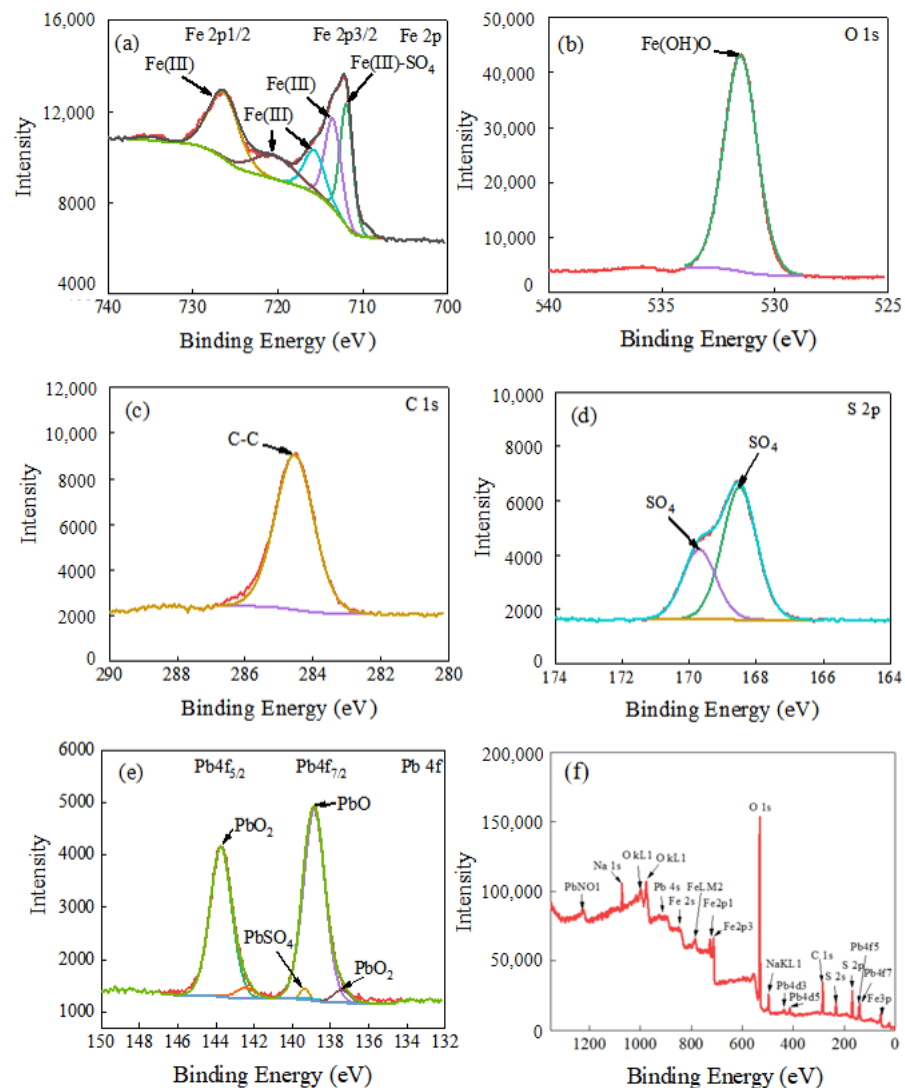 (a)
Fe 2p1/2 Fe 2p3/2 Fe 2p
Fe(III)
Fe(III)
Fe(III)
Fe(III)-SO₄
16,000
12,000
8000
4000
Intensity
740 730 720 710 700
Binding Energy (eV)
(b)
O 1s
Fe(OH)O
50,000
40,000
30,000
20,000
10,000
0
Intensity
540 535 530 525
Binding Energy (eV)
(c)
C 1s
C-C
12,000
10,000
8000
6000
4000
2000
0
Intensity
290 288 286 284 282 280
Binding Energy (eV)
(d)
S 2p
SO₄
SO₄
10,000
8000
6000
4000
2000
0
Intensity
174 172 170 168 166 164
Binding Energy (eV)
(e)
Pb4f₅/₂ Pb4f₇/₂ Pb 4f
PbO₂
PbO
PbSO₄
PbO₂
6000
5000
4000
3000
2000
1000
Intensity
150 148 146 144 142 140 138 136 134 132
Binding Energy (eV)
(f)
200,000
150,000
100,000
50,000
0
Intensity
PbNO1
Na 1s
O kL1
O kL1
Pb 4s
Fe 2s
FeLM2
Fe2p1
Fe2p3
O 1s
NaKL1
Pb4d3
Pb4d5
C 1s
S 2s
S 2p
Pb4f5
Pb4f7
Fe3p
1200 1000 800 600 400 200 0
Binding Energy (eV)